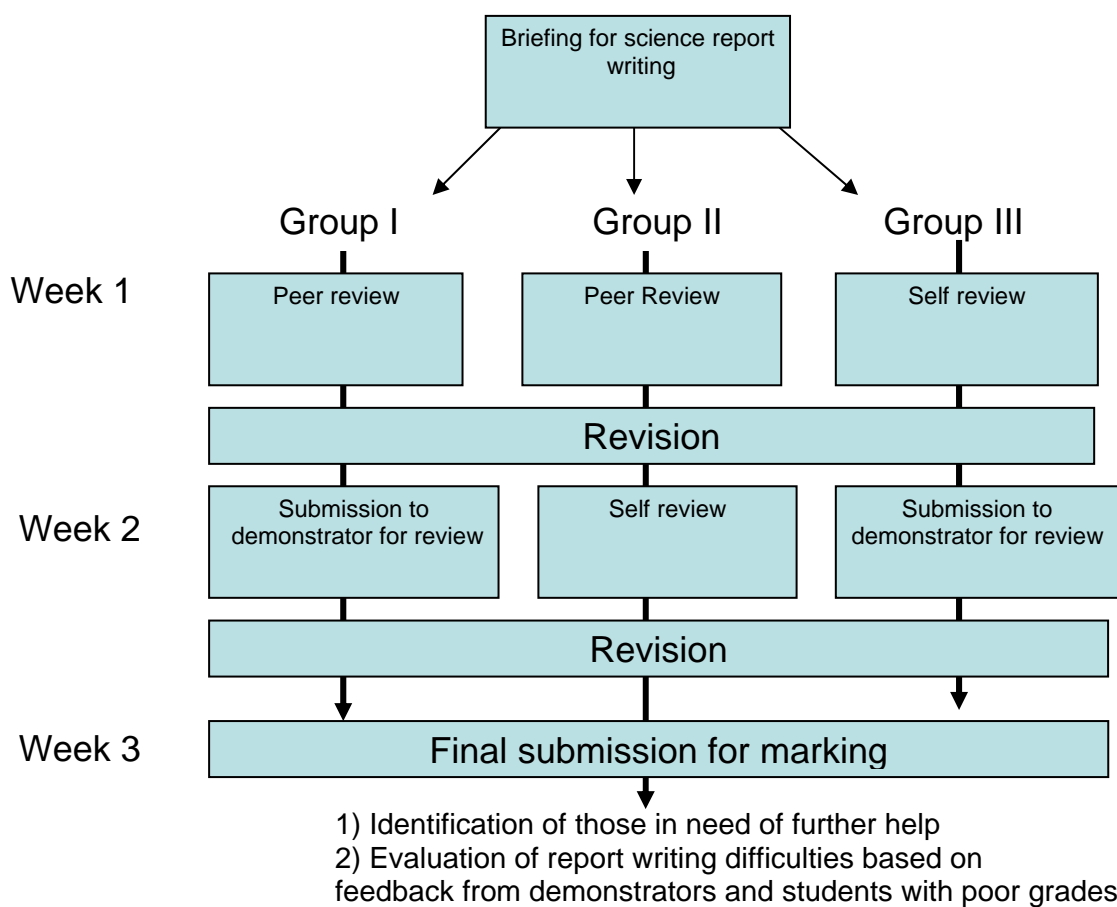 Briefing for science report
writing
Group I
Group II
Group III
Week 1
Peer review
Peer Review
Self review
Revision
Week 2
Submission to
demonstrator for review
Self review
Submission to
demonstrator for review
Revision
Week 3
Final submission for marking
1) Identification of those in need of further help
2) Evaluation of report writing difficulties based on
feedback from demonstrators and students with poor grades